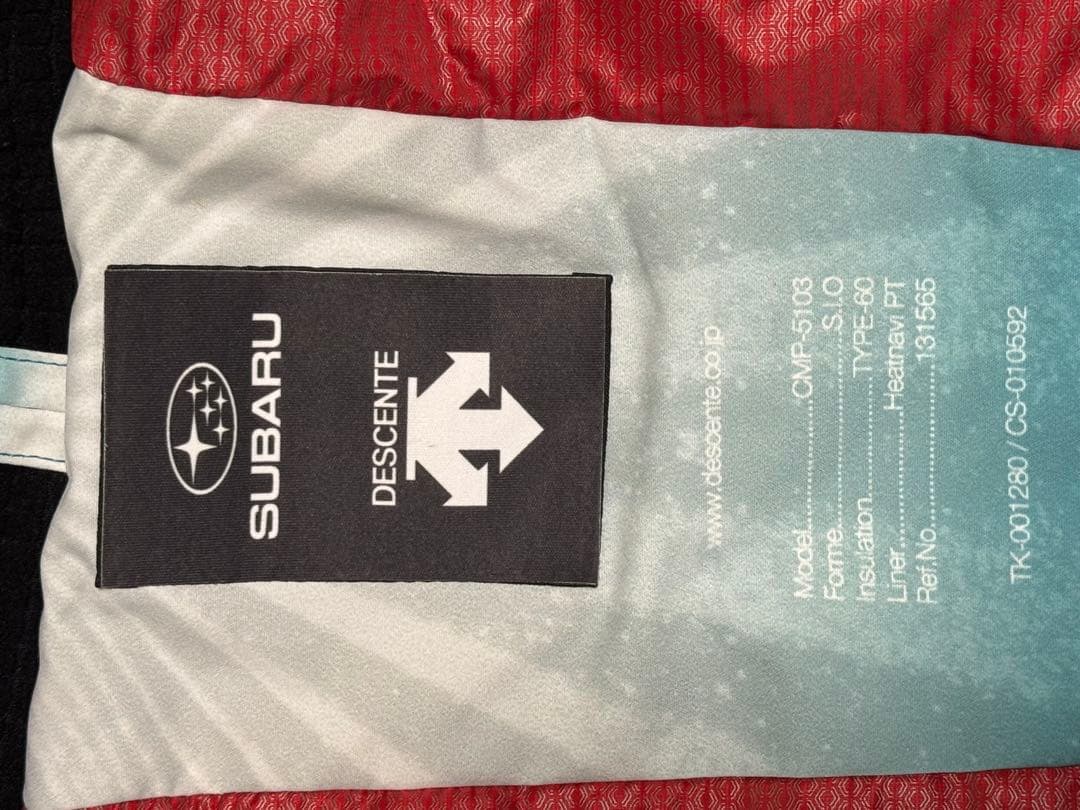 SUBARU
DESCENTE
www.descente.co.jp
Model..................CMP-5103
Forme..........................S.I.O
Insulation.................TYPE-60
Liner.................Heatnavi PT
Ref.No.....................131565
TK-001280 / CS-010592